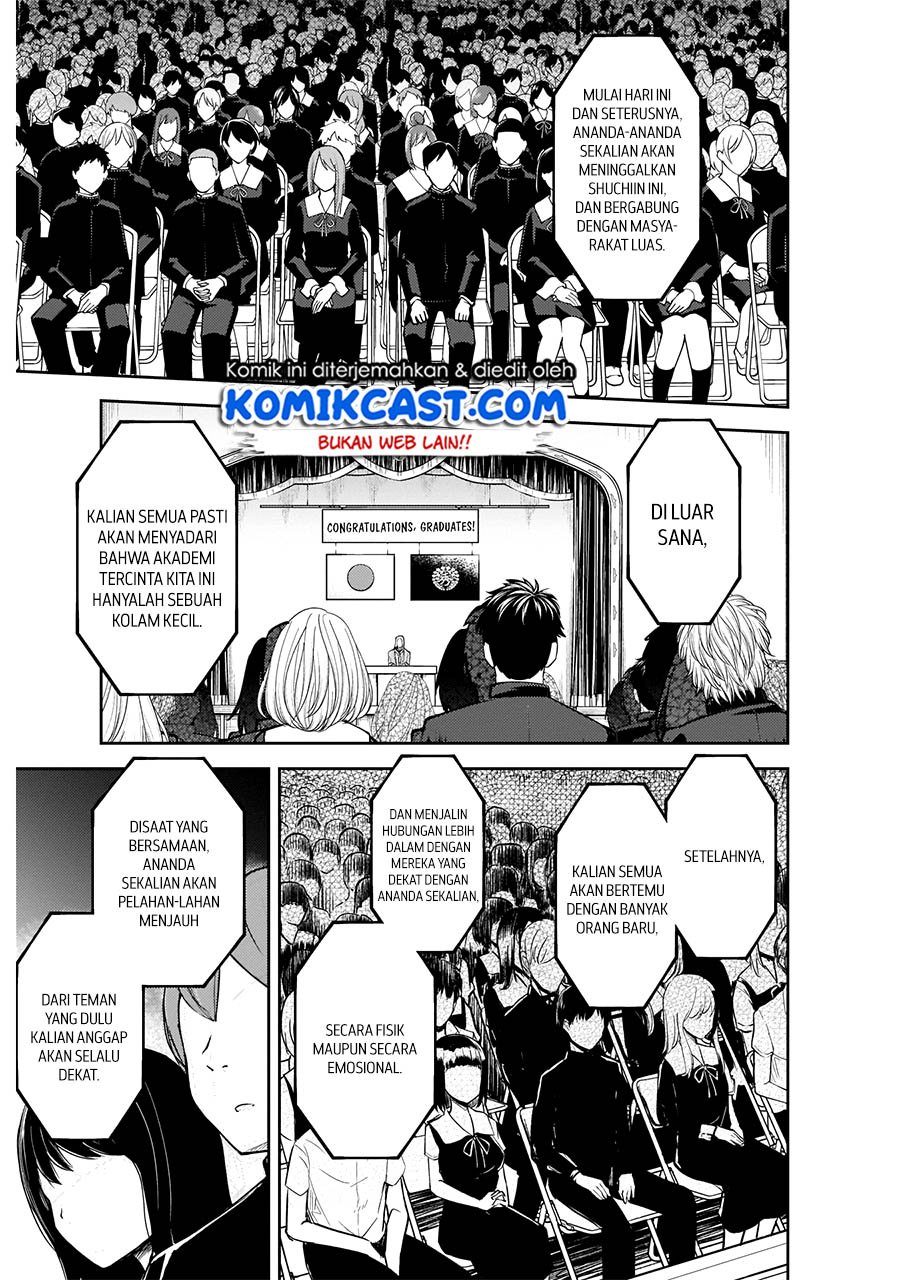 MULAI HARI INI
DAN SETERUSNYA,
ANANDA-ANANDA
SEKALIAN AKAN
MENINGGALKAN
SHUCHIIN INI,
DAN BERGABUNG
DENGAN MASYA-
RAKAT LUAS.
Komik ini diterjemahkan & diedit oleh
KOMIKCAST.COM
BUKAN WEB LAIN!!
DI LUAR
SANA,
CONGRATULATIONS, GRADUATES!
KALIAN SEMUA PASTI
AKAN MENYADARI
BAHWA AKADEMI
TERCINTA KITA INI
HANYALAH SEBUAH
KOLAM KECIL.
SETELAHNYA,
KALIAN SEMUA
AKAN BERTEMU
DENGAN BANYAK
ORANG BARU,
DAN MENJALIN
HUBUNGAN LEBIH
DALAM DENGAN
MEREKA YANG
DEKAT DENGAN
ANANDA SEKALIAN,
SECARA FISIK
MAUPUN SECARA
EMOSIONAL.
DISAAT YANG
BERSAMAAN,
ANANDA
SEKALIAN AKAN
PELAHAN-LAHAN
MENJAUH
DARI TEMAN
YANG DULU
KALIAN ANGGAP
AKAN SELALU
DEKAT.